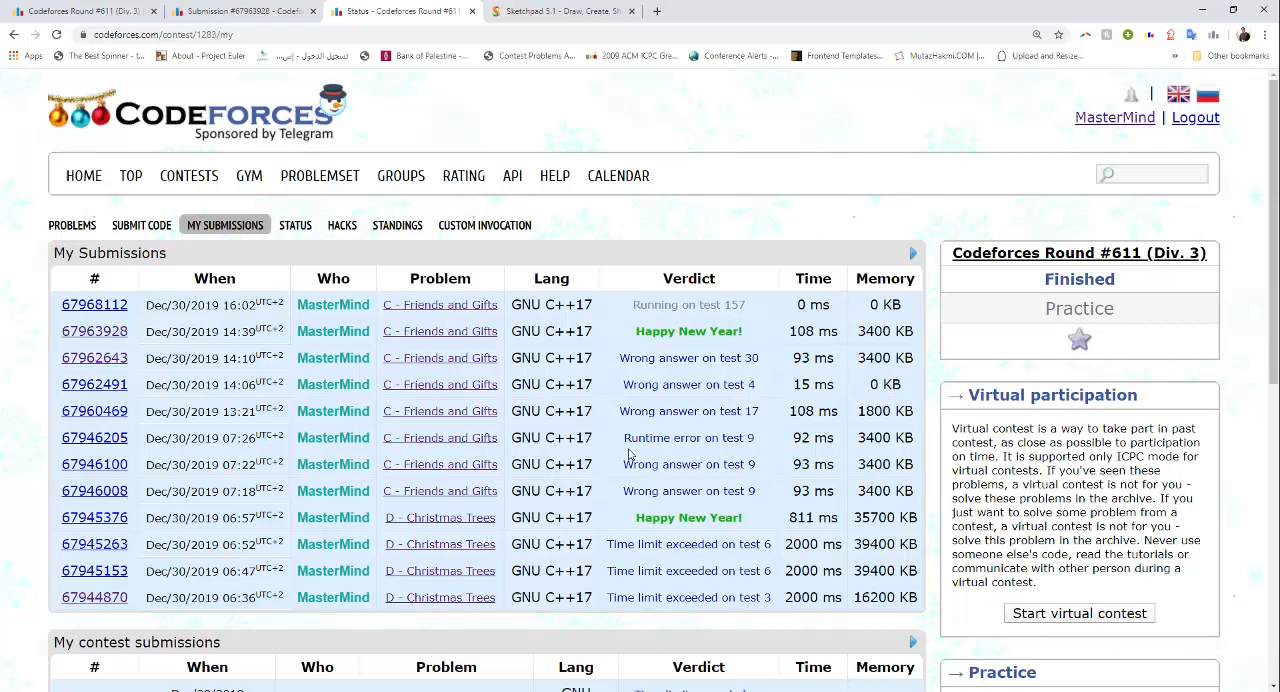 Codeforces Round #611 (Div. 3)
Submission #67963928 - Codefo
Status - Codeforces Round #611
Sketchpad 5.1 - Draw, Create, Sh
codeforces.com/contest/1283/my
Apps
The Best Spinner - t...
About - Project Euler
تسجيل الدخول - إس...
Bank of Palestine -...
Contest Problems A...
2009 ACM ICPC Gre...
Conference Alerts -...
Frontend Templates...
MutazHakmi.COM |...
Upload and Resize...
»
Other bookmarks
CODEFORCES
Sponsored by Telegram
MasterMind | Logout
HOME TOP CONTESTS GYM PROBLEMSET GROUPS RATING API HELP CALENDAR
PROBLEMS SUBMIT CODE MY SUBMISSIONS STATUS HACKS STANDINGS CUSTOM INVOCATION
My Submissions
# When Who Problem Lang Verdict Time Memory
67968112 Dec/30/2019 16:02UTC+2 MasterMind C - Friends and Gifts GNU C++17 Running on test 157 0 ms 0 KB
67963928 Dec/30/2019 14:39UTC+2 MasterMind C - Friends and Gifts GNU C++17 Happy New Year! 108 ms 3400 KB
67962643 Dec/30/2019 14:10UTC+2 MasterMind C - Friends and Gifts GNU C++17 Wrong answer on test 30 93 ms 3400 KB
67962491 Dec/30/2019 14:06UTC+2 MasterMind C - Friends and Gifts GNU C++17 Wrong answer on test 4 15 ms 0 KB
67960469 Dec/30/2019 13:21UTC+2 MasterMind C - Friends and Gifts GNU C++17 Wrong answer on test 17 108 ms 1800 KB
67946205 Dec/30/2019 07:26UTC+2 MasterMind C - Friends and Gifts GNU C++17 Runtime error on test 9 92 ms 3400 KB
67946100 Dec/30/2019 07:22UTC+2 MasterMind C - Friends and Gifts GNU C++17 Wrong answer on test 9 93 ms 3400 KB
67946008 Dec/30/2019 07:18UTC+2 MasterMind C - Friends and Gifts GNU C++17 Wrong answer on test 9 93 ms 3400 KB
67945376 Dec/30/2019 06:57UTC+2 MasterMind D - Christmas Trees GNU C++17 Happy New Year! 811 ms 35700 KB
67945263 Dec/30/2019 06:52UTC+2 MasterMind D - Christmas Trees GNU C++17 Time limit exceeded on test 6 2000 ms 39400 KB
67945153 Dec/30/2019 06:47UTC+2 MasterMind D - Christmas Trees GNU C++17 Time limit exceeded on test 6 2000 ms 39400 KB
67944870 Dec/30/2019 06:36UTC+2 MasterMind D - Christmas Trees GNU C++17 Time limit exceeded on test 3 2000 ms 16200 KB
My contest submissions
# When Who Problem Lang Verdict Time Memory
Codeforces Round #611 (Div. 3)
Finished
Practice
→ Virtual participation
Virtual contest is a way to take part in past
contest, as close as possible to participation
on time. It is supported only ICPC mode for
virtual contests. If you've seen these
problems, a virtual contest is not for you -
solve these problems in the archive. If you
just want to solve some problem from a
contest, a virtual contest is not for you -
solve this problem in the archive. Never use
someone else's code, read the tutorials or
communicate with other person during a
virtual contest.
Start virtual contest
→ Practice